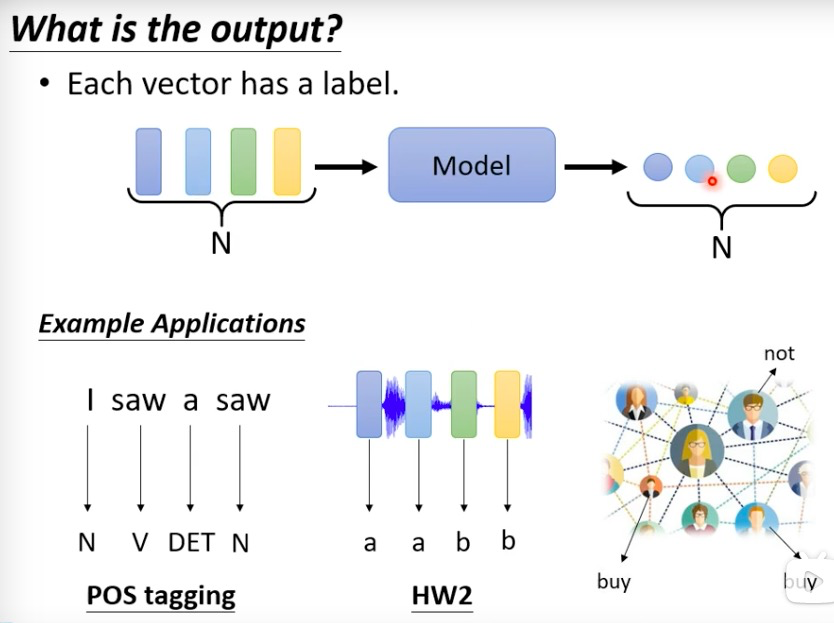 What is the output?
• Each vector has a label.
Model
N
N
Example Applications
not
I saw a saw
N V DET N
a a b b
buy
buy
POS tagging
HW2